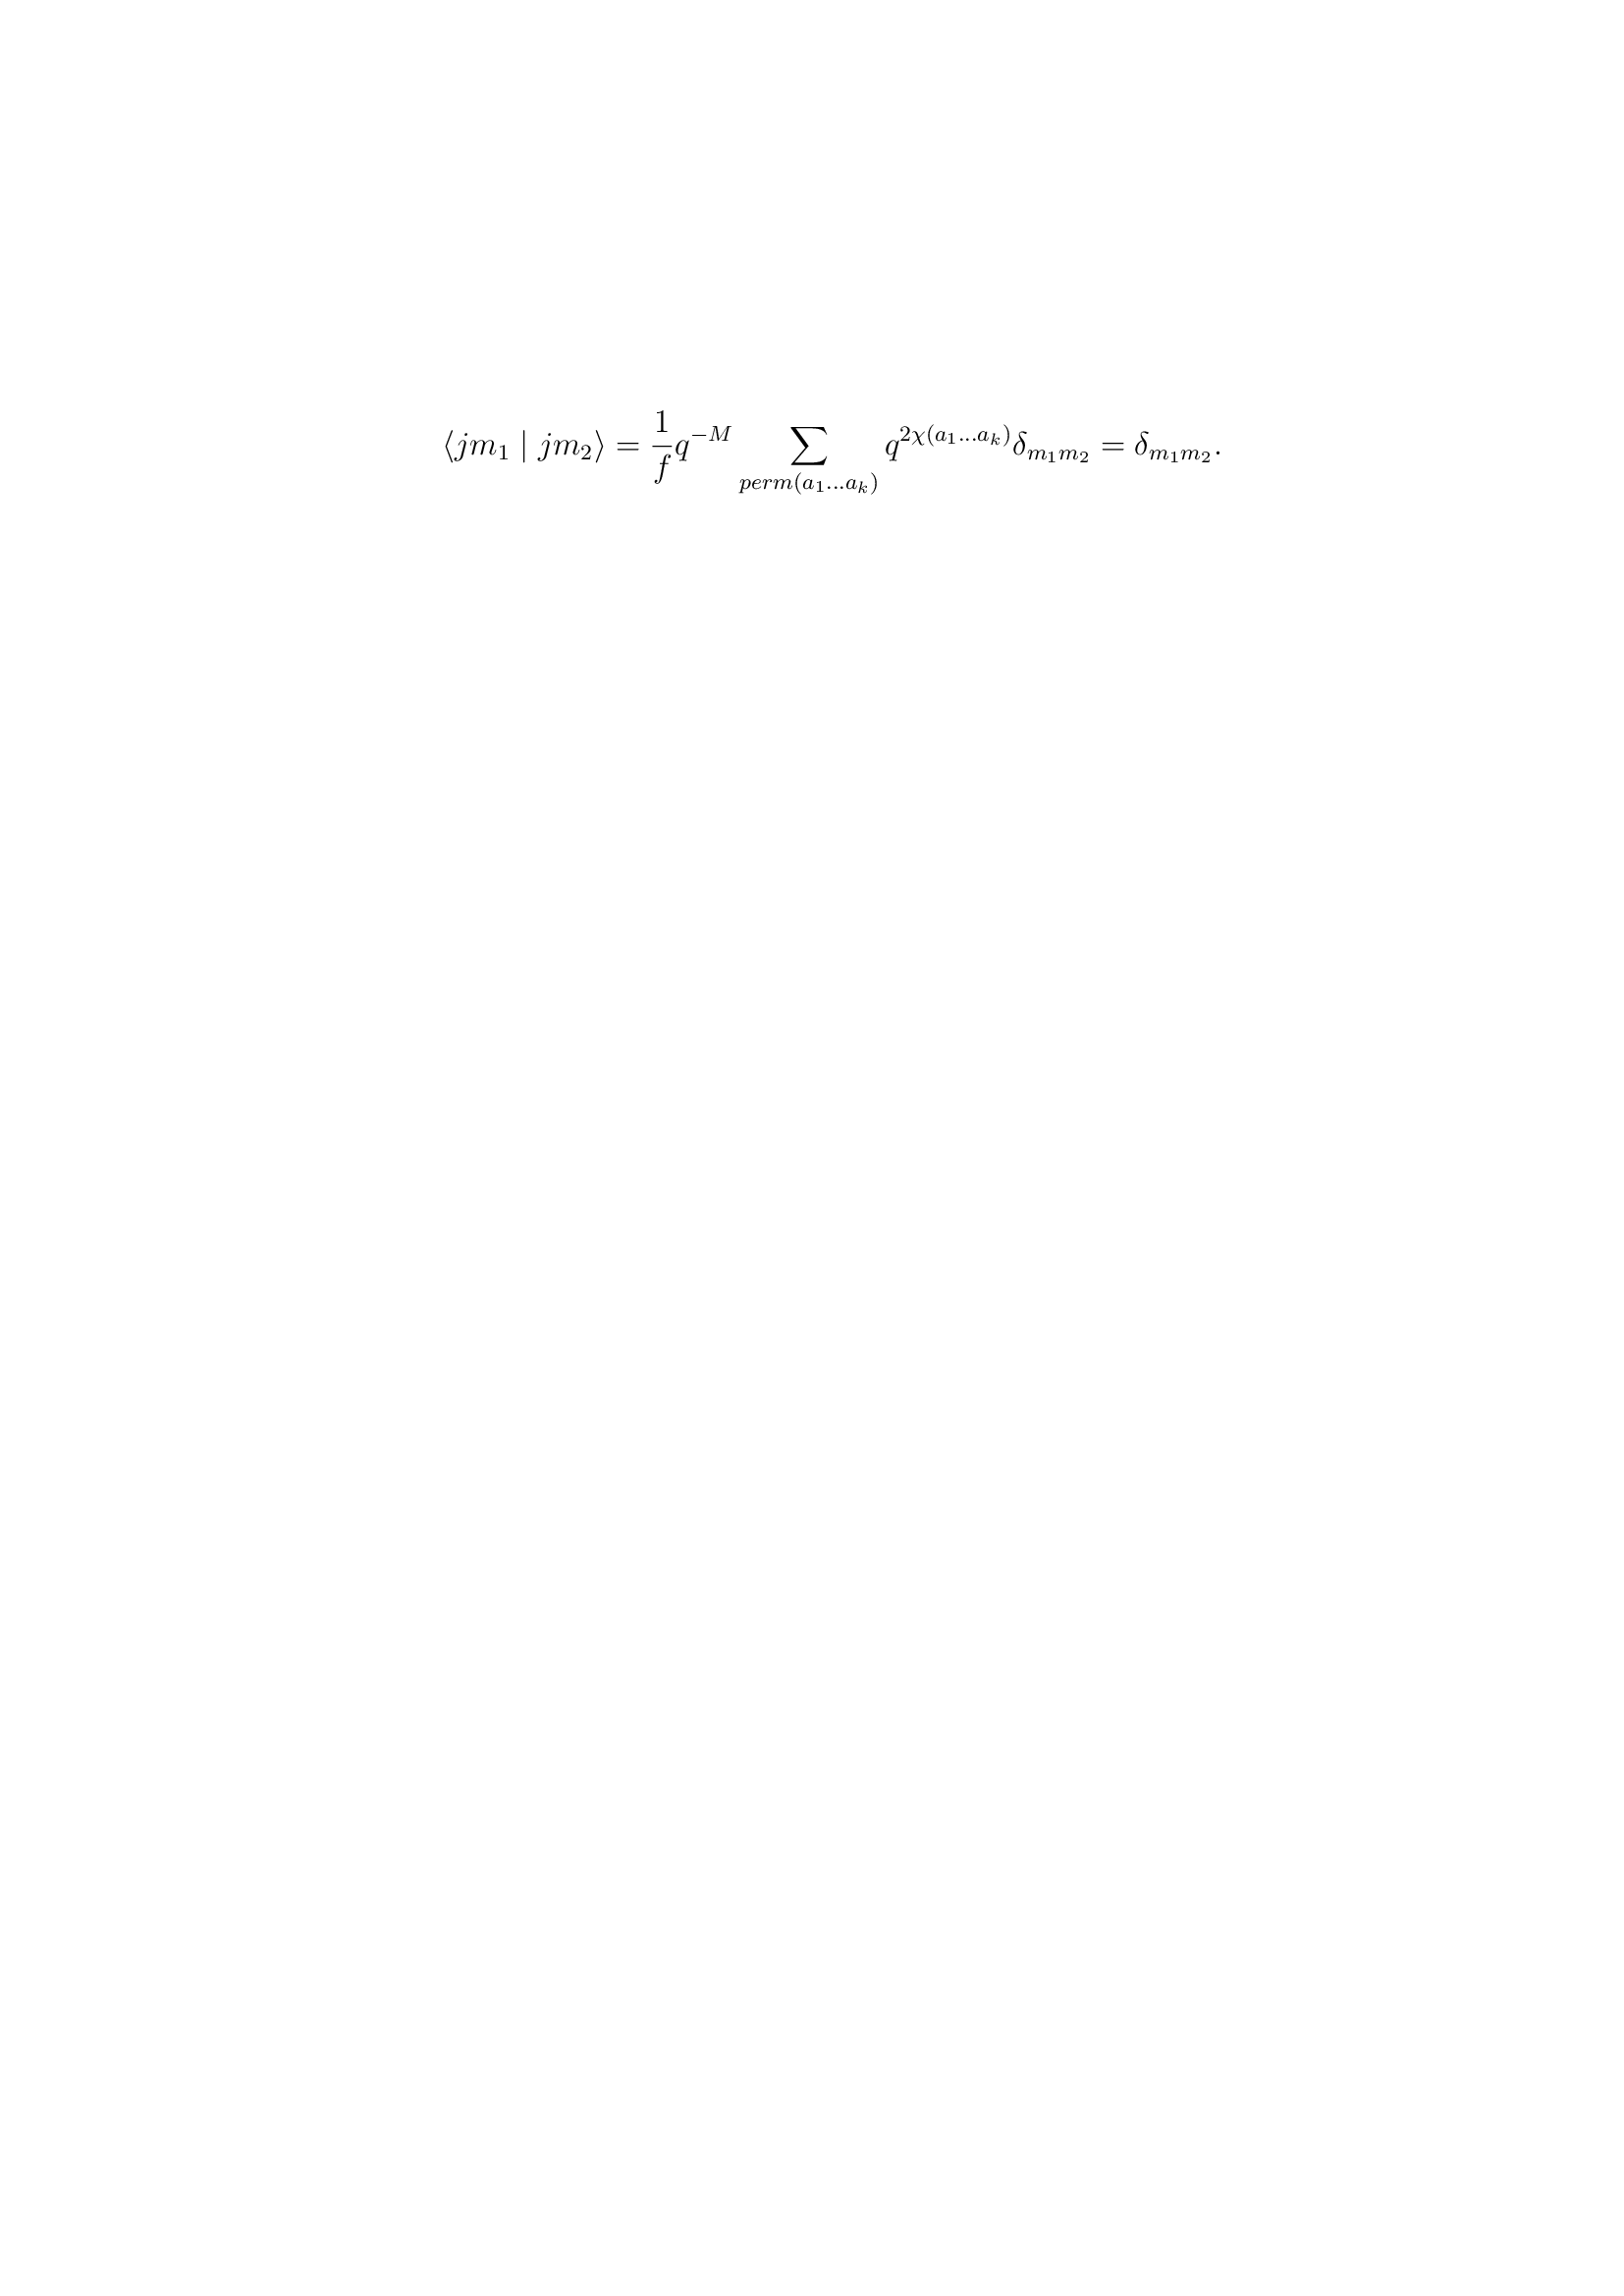 $$\langle jm_1 \mid jm_2 \rangle = \frac{1}{f} q^{-M} \sum_{perm(a_1 \ldots a_k)} q^{2\chi(a_1 \ldots a_k)} \delta_{m_1 m_2} = \delta_{m_1 m_2}.$$